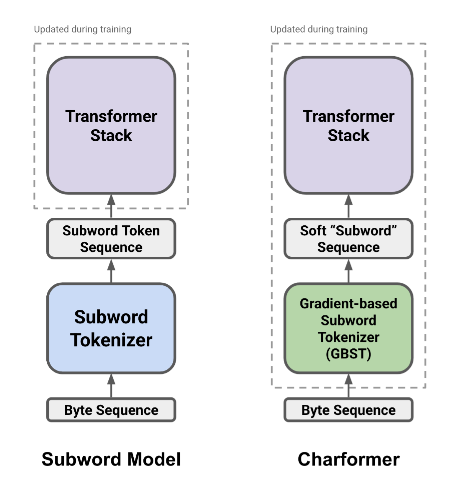 Updated during training
Transformer
Stack
Subword Token
Sequence
Subword
Tokenizer
Byte Sequence
Subword Model
Updated during training
Transformer
Stack
Soft “Subword”
Sequence
Gradient-based
Subword
Tokenizer
(GBST)
Byte Sequence
Charformer